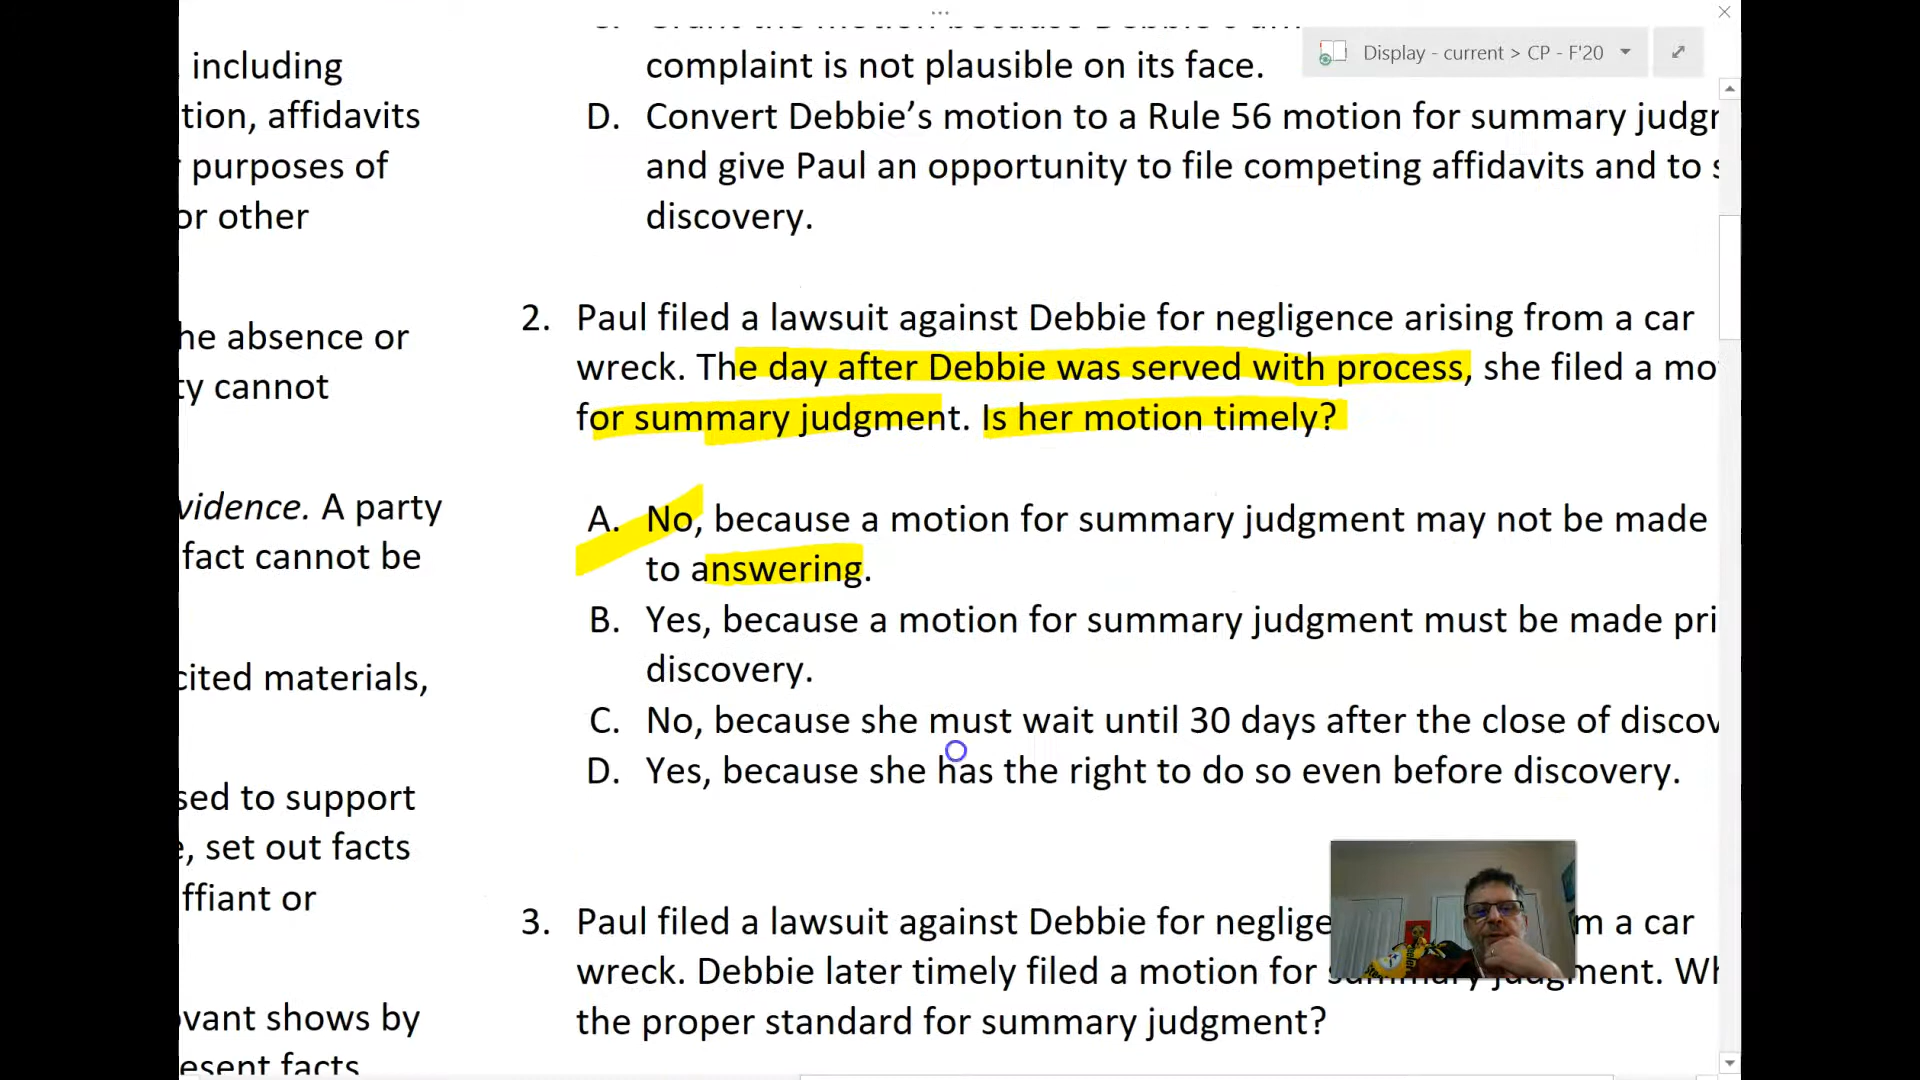 including
tion, affidavits
purposes of
or other
he absence or
ty cannot
vidence. A party
fact cannot be
cited materials,
sed to support
e, set out facts
ffiant or
ovant shows by
esent facts
Display - current > CP - F'20
complaint is not plausible on its face.
D. Convert Debbie’s motion to a Rule 56 motion for summary judgr
and give Paul an opportunity to file competing affidavits and to s
discovery.
2. Paul filed a lawsuit against Debbie for negligence arising from a car
wreck. The day after Debbie was served with process, she filed a mo
for summary judgment. Is her motion timely?
A. No, because a motion for summary judgment may not be made
to answering.
B. Yes, because a motion for summary judgment must be made pri
discovery.
C. No, because she must wait until 30 days after the close of discov
D. Yes, because she has the right to do so even before discovery.
3. Paul filed a lawsuit against Debbie for neglige m a car
wreck. Debbie later timely filed a motion for summary judgment. Wh
the proper standard for summary judgment?